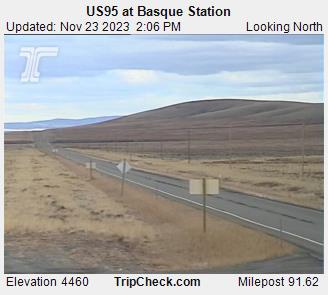 US95 at Basque Station
Updated: Nov 23 2023 2:06 PM Looking North
Elevation 4460 TripCheck.com Milepost 91.62